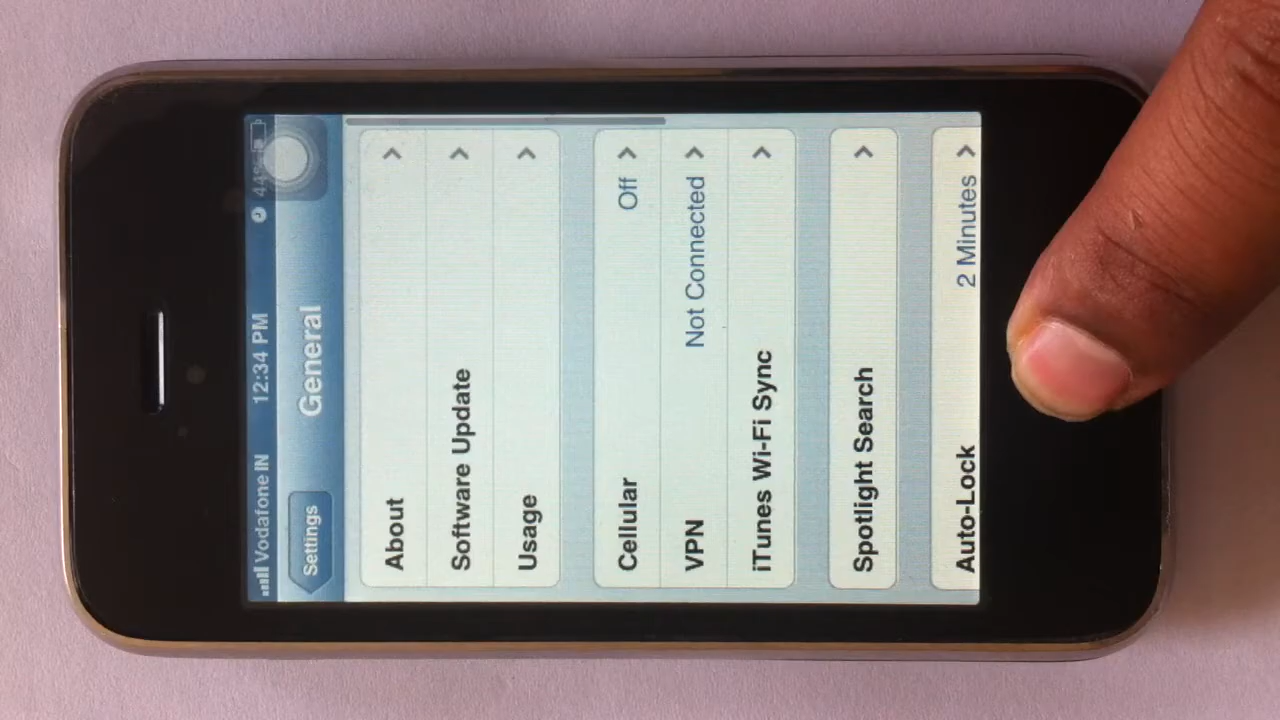 Vodafone IN 12:34 PM 44%
Settings General
About
Software Update
Usage
Cellular Off
VPN Not Connected
iTunes Wi-Fi Sync
Spotlight Search
Auto-Lock 2 Minutes